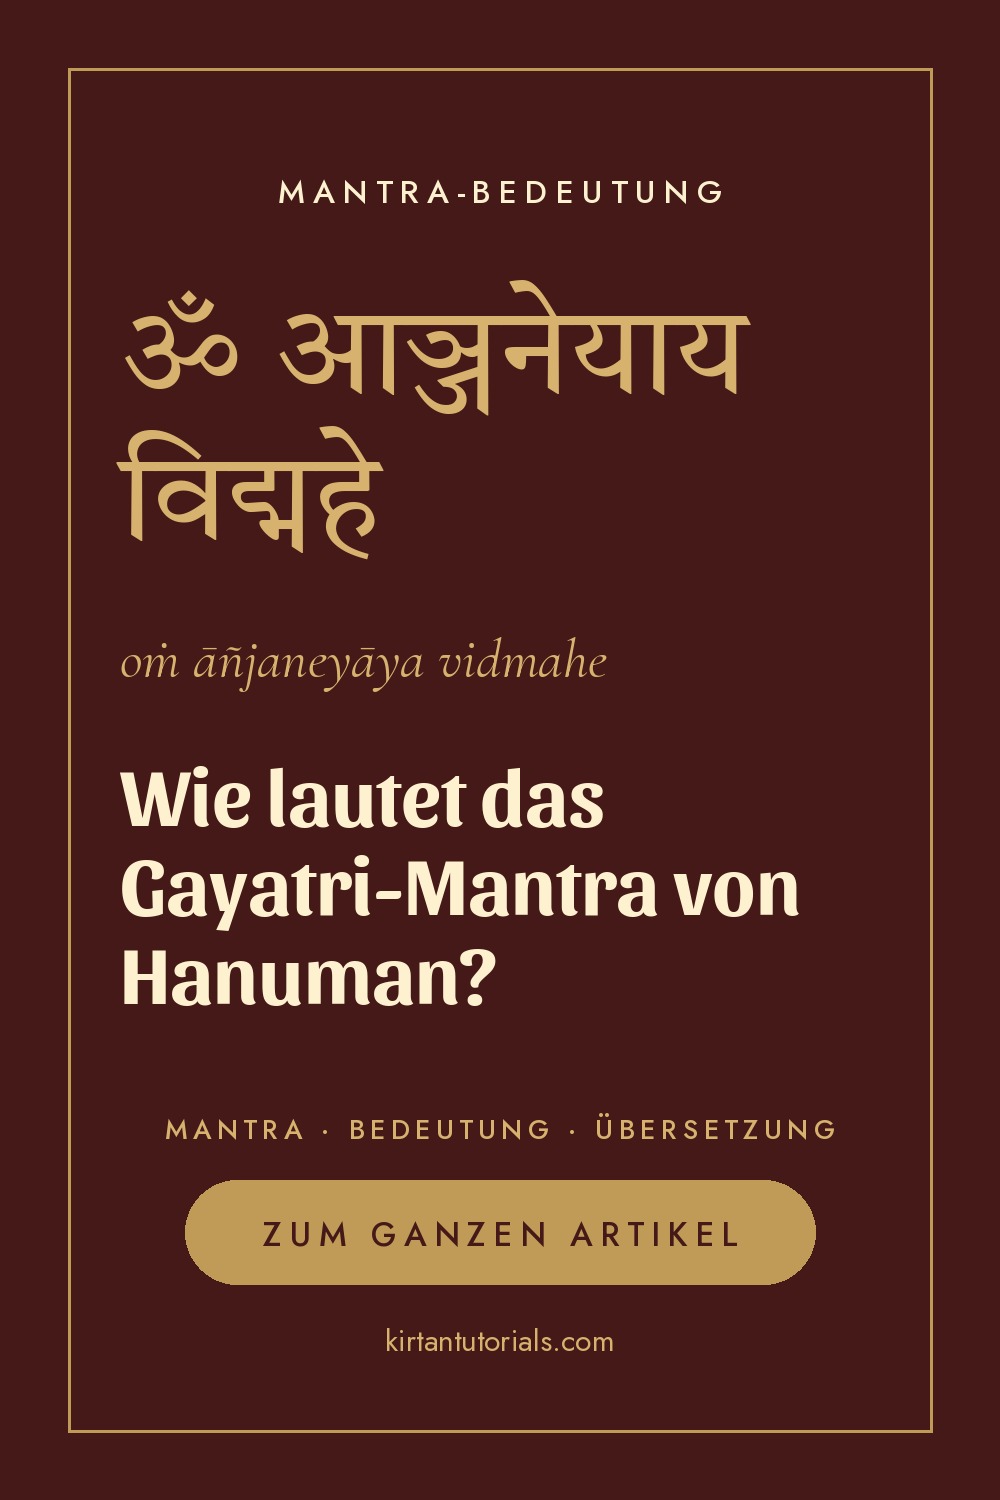 MANTRA-BEDEUTUNG
ॐ आञ्जनेयाय
विद्महे
oṁ āñjaneyāya vidmahe
Wie lautet das
Gayatri-Mantra von
Hanuman?
MANTRA · BEDEUTUNG · ÜBERSETZUNG
ZUM GANZEN ARTIKEL
kirtantutorials.com